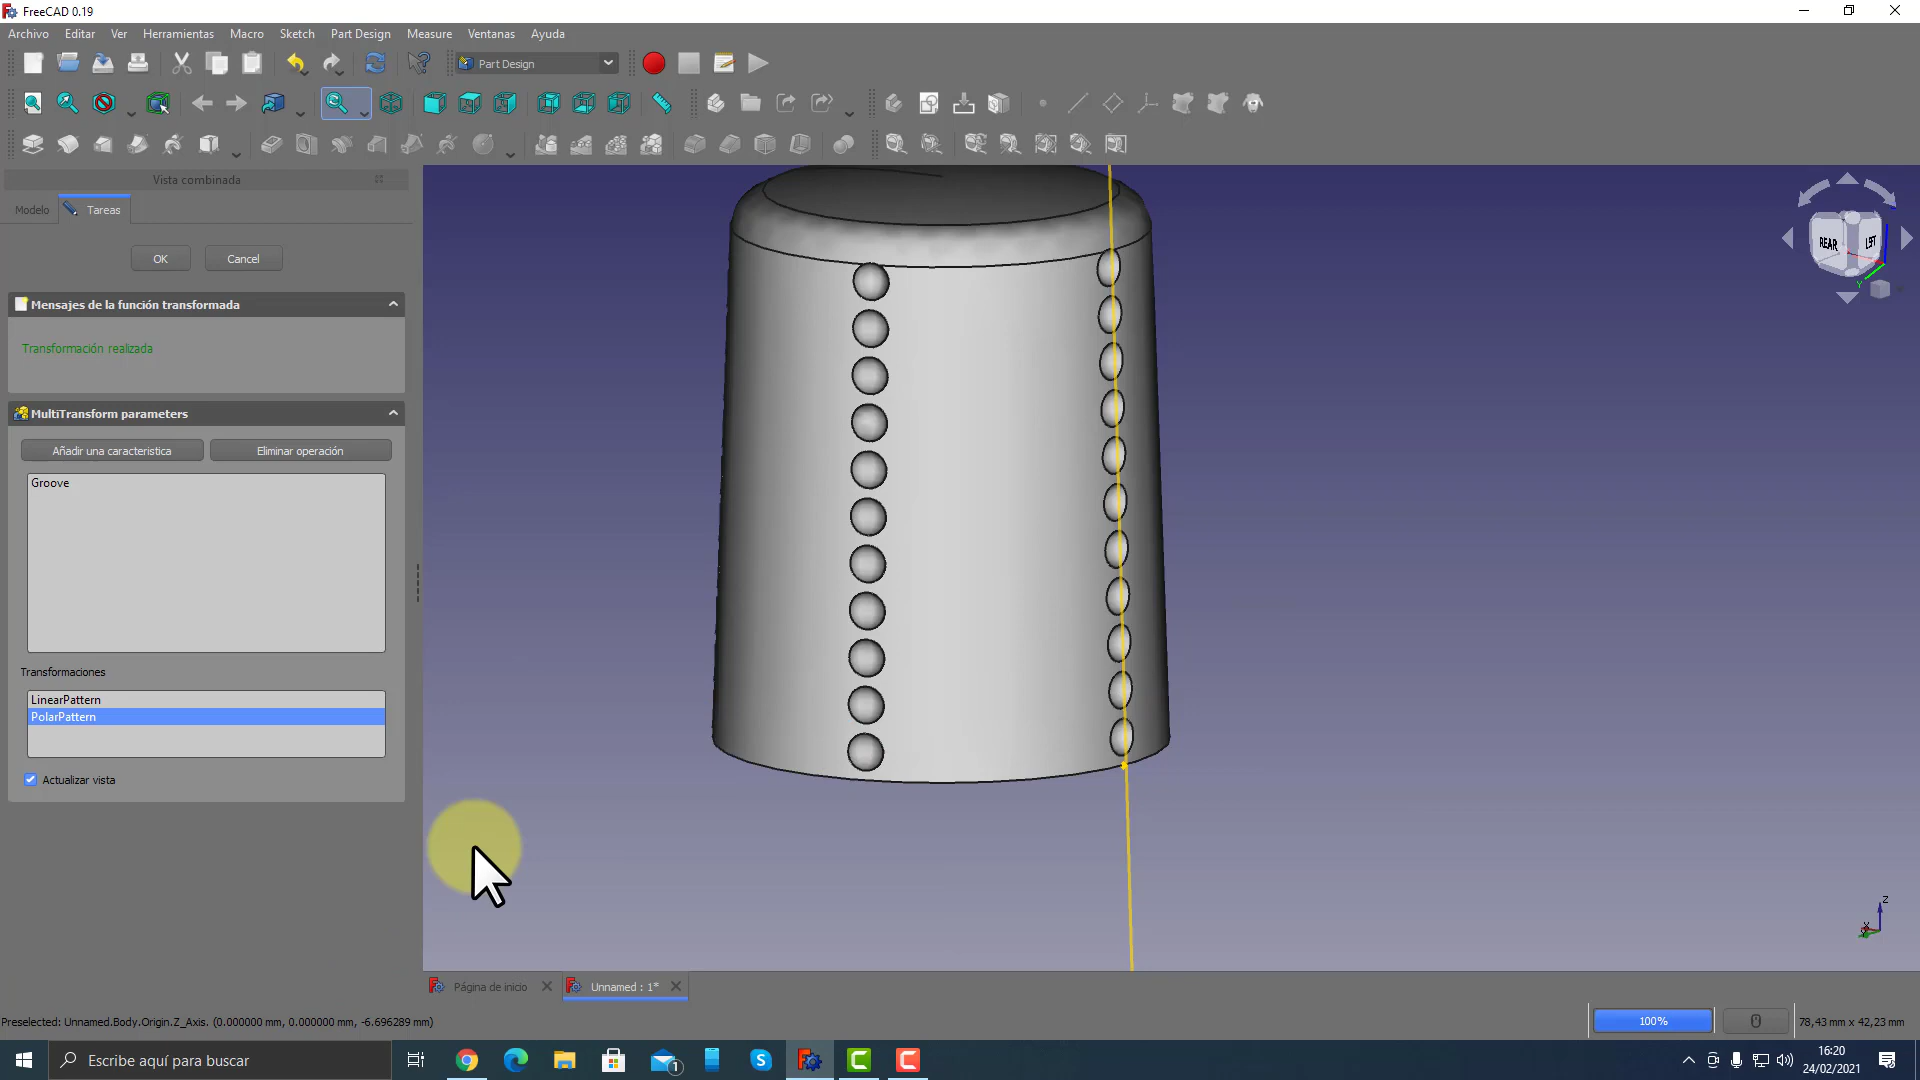 FreeCAD 0.19
Archivo Editar Ver Herramientas Macro Sketch Part Design Measure Ventanas Ayuda
Part Design
Vista combinada
Modelo Tareas
OK Cancel
Mensajes de la función transformada
Transformación realizada
MultiTransform parameters
Añadir una caracteristica Eliminar operación
Groove
Transformaciones
LinearPattern
PolarPattern
Actualizar vista
REAR LEFT
Y
Z
Página de inicio Unnamed : 1*
Preselected: Unnamed.Body.Origin.Z_Axis. (0.000000 mm, 0.000000 mm, -6.696289 mm)
100%
78,43 mm x 42,23 mm
Escribe aquí para buscar
1
16:20
24/02/2021